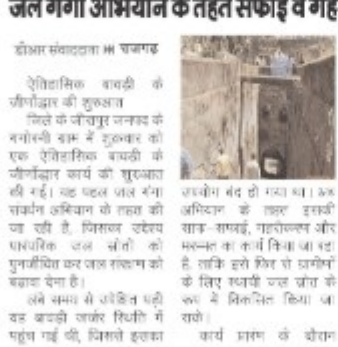 जल गंगा अभियान के तहत सफाई व गह
डीआर संवाददाता ⏭ राजगढ़
ऐतिहासिक बावड़ी के
जीर्णोद्धार की शुरुआत
जिले के जीरापुर जनपद के
ग्राम में शुक्रवार को
एक ऐतिहासिक बावड़ी के
जीर्णोद्धार कार्य की शुरुआत
की गई। यह पहल जल गंगा
संवर्धन अभियान के तहत की
जा रही है, जिसका उद्देश्य
पारंपरिक जल स्रोतों को
पुनर्जीवित कर जल संरक्षण को
बढ़ावा देना है।
लंबे समय से उपेक्षित पड़ी
यह बावड़ी जर्जर स्थिति में
पहुंच गई थी, जिससे इसका
उपयोग बंद हो गया था। अब
अभियान के तहत इसकी
साफ-सफाई, गहरीकरण और
मरम्मत का कार्य किया जा रहा
है, ताकि इसे फिर से ग्रामीणों
के लिए स्थायी जल स्रोत के
रूप में विकसित किया जा
सके।
कार्य प्रारंभ के दौरान